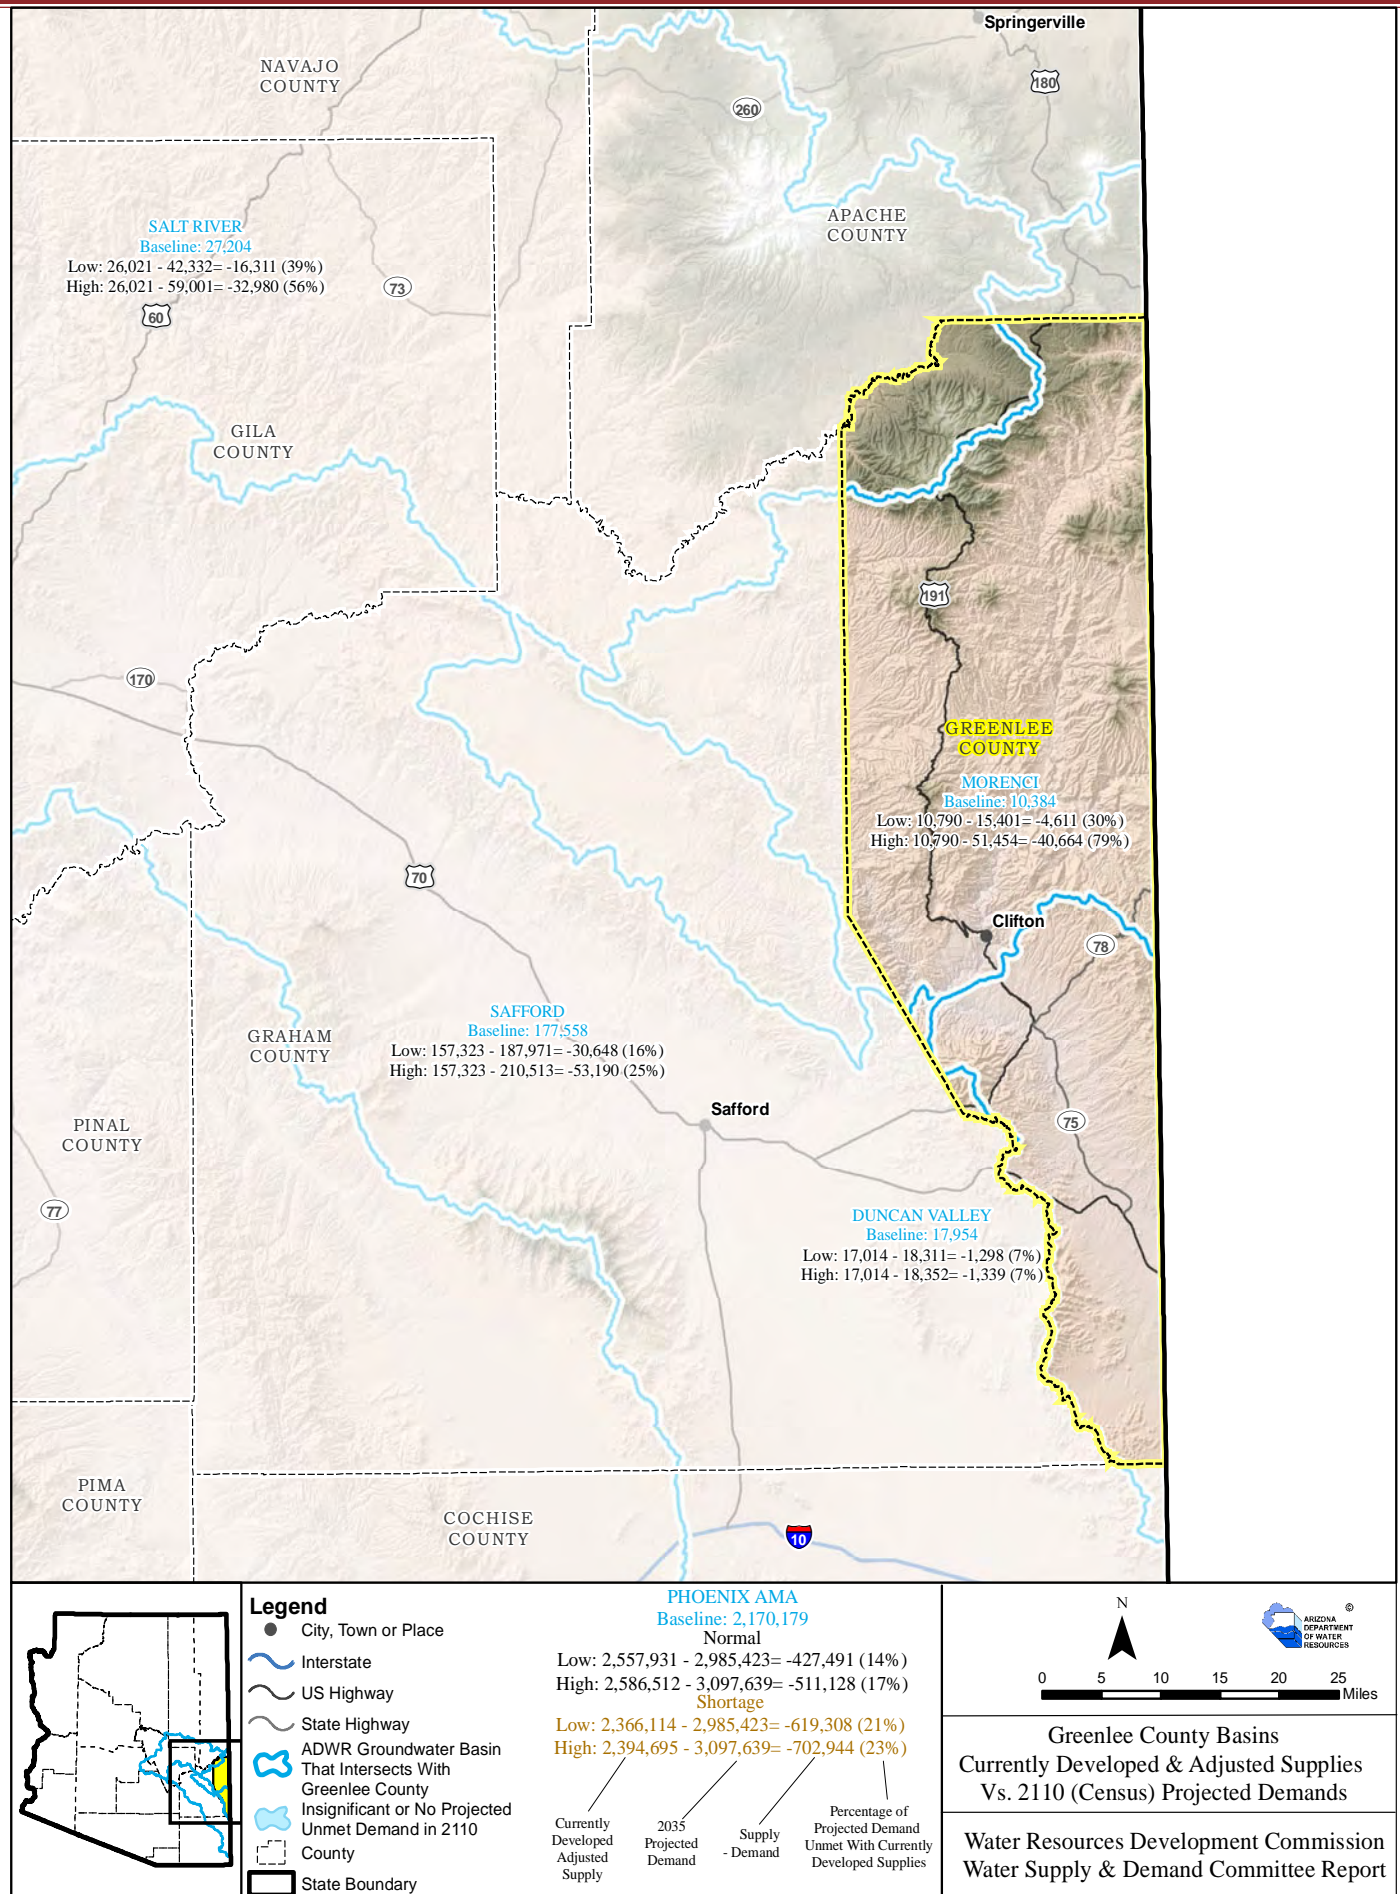 Springerville
NAVAJO
COUNTY
180
260
SALT RIVER
Baseline: 27,204
Low: 26,021 - 42,332= -16,311 (39%)
High: 26,021 - 59,001= -32,980 (56%)
APACHE
COUNTY
73
60
GILA
COUNTY
191
170
GREENLEE
COUNTY
MORENCI
Baseline: 10,384
Low: 10,790 - 15,401= -4,611 (30%)
High: 10,790 - 51,454= -40,664 (79%)
70
Clifton
78
SAFFORD
Baseline: 177,558
Low: 157,323 - 187,971= -30,648 (16%)
High: 157,323 - 210,513= -53,190 (25%)
GRAHAM
COUNTY
Safford
75
PINAL
COUNTY
77
DUNCAN VALLEY
Baseline: 17,954
Low: 17,014 - 18,311= -1,298 (7%)
High: 17,014 - 18,352= -1,339 (7%)
PIMA
COUNTY
COCHISE
COUNTY
10
Legend
City, Town or Place
Interstate
US Highway
State Highway
ADWR Groundwater Basin
That Intersects With
Greenlee County
Insignificant or No Projected
Unmet Demand in 2110
County
State Boundary
PHOENIX AMA
Baseline: 2,170,179
Normal
Low: 2,557,931 - 2,985,423= -427,491 (14%)
High: 2,586,512 - 3,097,639= -511,128 (17%)
Shortage
Low: 2,366,114 - 2,985,423= -619,308 (21%)
High: 2,394,695 - 3,097,639= -702,944 (23%)
Currently
Developed
Adjusted
Supply
2035
Projected
Demand
Supply
- Demand
Percentage of
Projected Demand
Unmet With Currently
Developed Supplies
N
©
ARIZONA
DEPARTMENT
OF WATER
RESOURCES
0 5 10 15 20 25
Miles
Greenlee County Basins
Currently Developed & Adjusted Supplies
Vs. 2110 (Census) Projected Demands
Water Resources Development Commission
Water Supply & Demand Committee Report